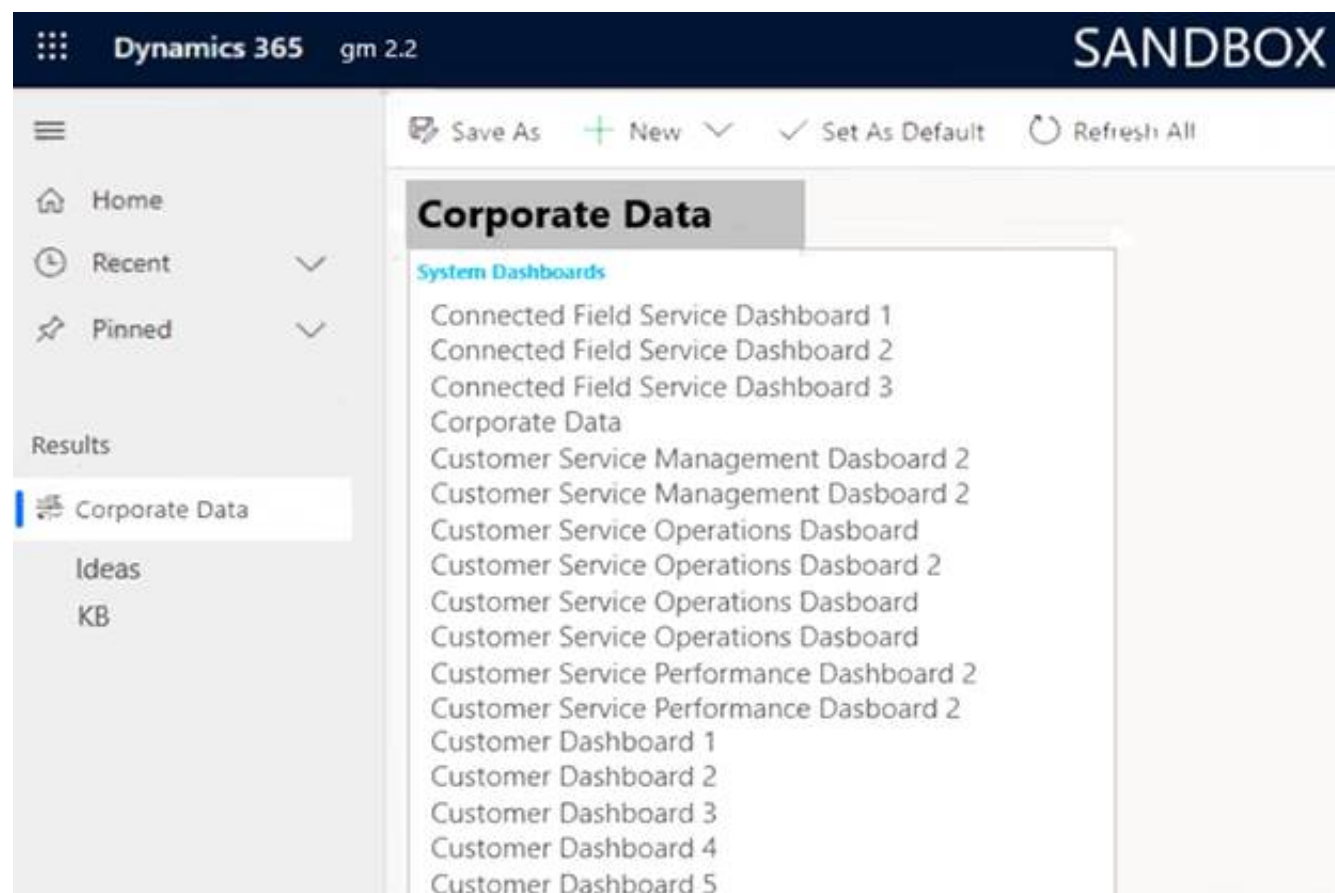 Dynamics 365 gm 2.2 SANDBOX
Save As New Set As Default Refresh All
Home
Recent
Pinned
Results
Corporate Data
Ideas
KB
Corporate Data
System Dashboards
Connected Field Service Dashboard 1
Connected Field Service Dashboard 2
Connected Field Service Dashboard 3
Corporate Data
Customer Service Management Dasboard 2
Customer Service Management Dasboard 2
Customer Service Operations Dasboard
Customer Service Operations Dasboard 2
Customer Service Operations Dasboard
Customer Service Operations Dasboard
Customer Service Performance Dashboard 2
Customer Service Performance Dasboard 2
Customer Dashboard 1
Customer Dashboard 2
Customer Dashboard 3
Customer Dashboard 4
Customer Dashboard 5